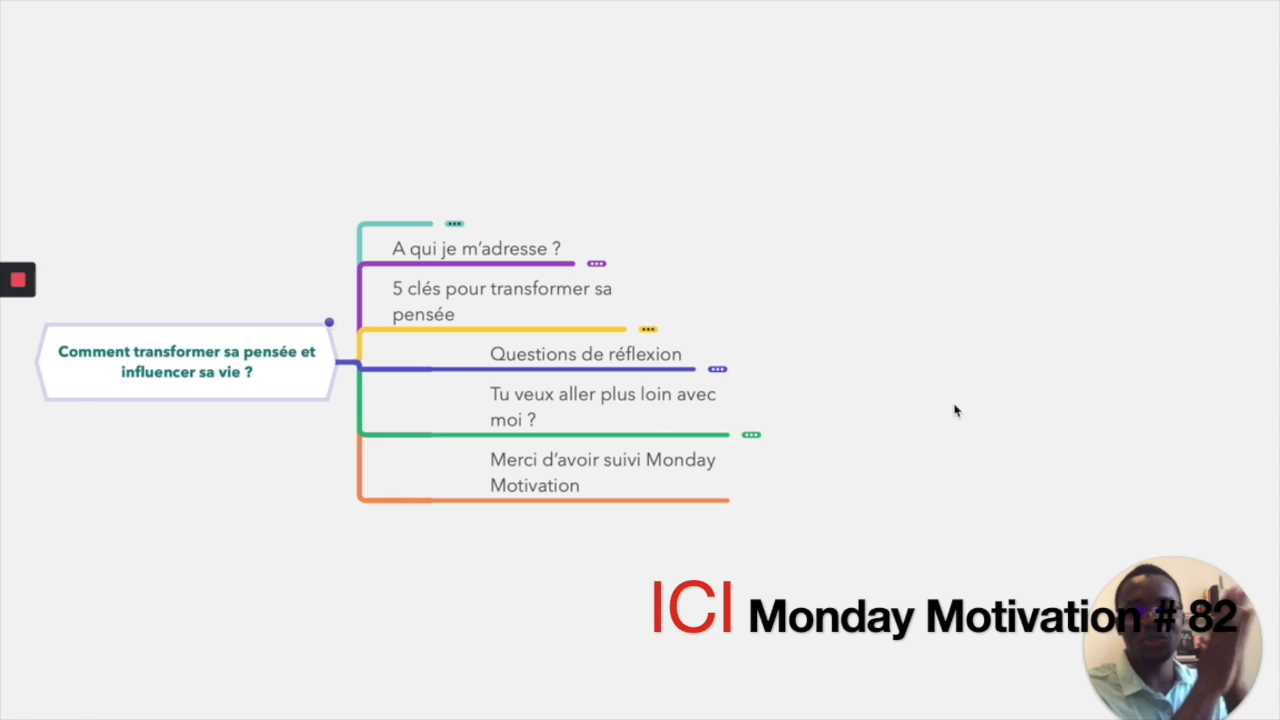 A qui je m’adresse ?
5 clés pour transformer sa
pensée
Comment transformer sa pensée et
influencer sa vie ?
Questions de réflexion
Tu veux aller plus loin avec
moi ?
Merci d’avoir suivi Monday
Motivation
ICI Monday Motivation # 82